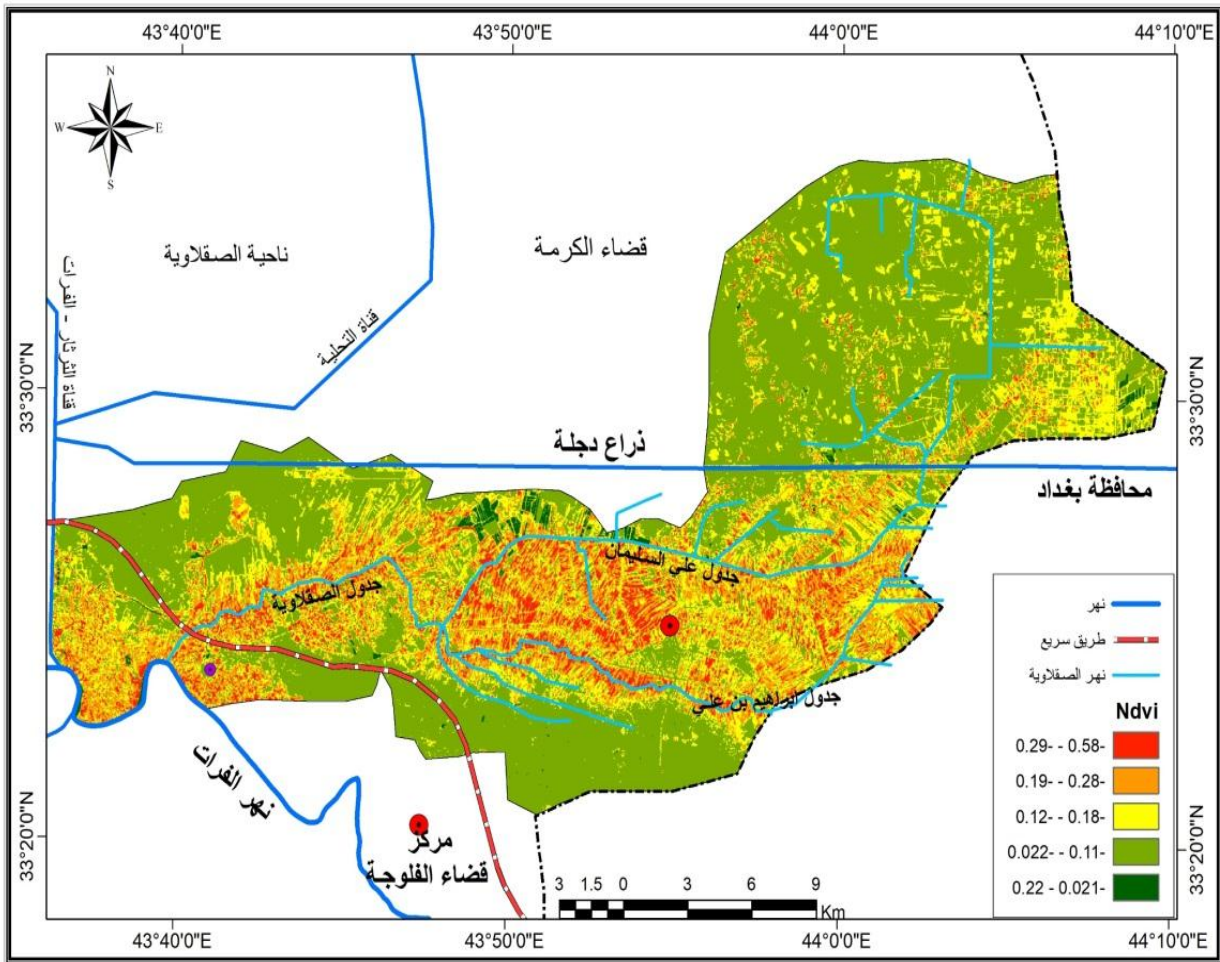 43°40'0"E
43°50'0"E
44°0'0"E
44°10'0"E
N
W
E
S
ناحية الصقلاوية
قضاء الكرمة
قناة الثرثار - الفرات
قناة التحلية
33°30'0"N
33°30'0"N
ذراع دجلة
محافظة بغداد
جدول علي السليمان
جدول الصقلاوية
جدول ابراهيم بن علي
نهر الفرات
مركز
قضاء الفلوجة
33°20'0"N
33°20'0"N
نهر
طريق سريع
نهر الصقلاوية
Ndvi
0.29- - 0.58-
0.19- - 0.28-
0.12- - 0.18-
0.022- - 0.11-
0.22 - 0.021-
3 1.5 0 3 6 9
Km
43°40'0"E
43°50'0"E
44°0'0"E
44°10'0"E